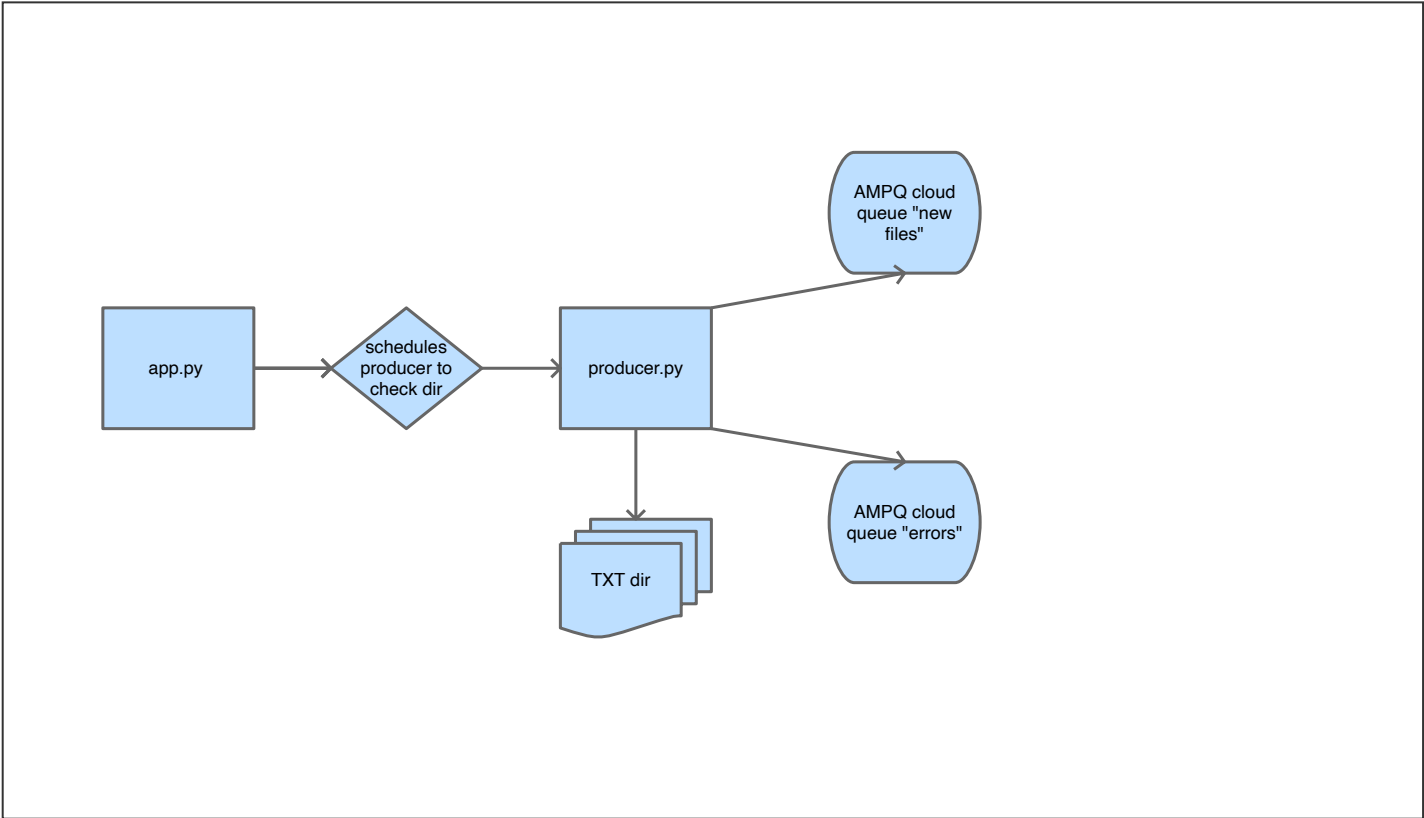 AMPQ cloud
queue "new
files"
app.py
schedules
producer to
check dir
producer.py
AMPQ cloud
queue "errors"
TXT dir